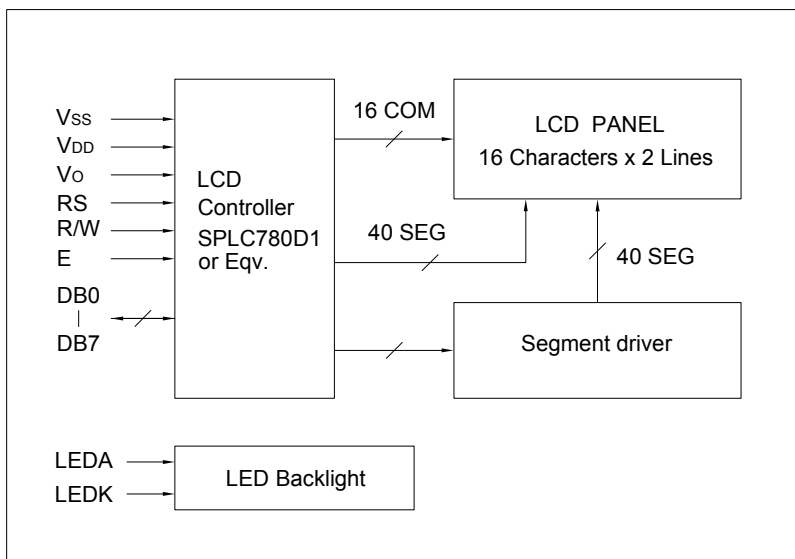 VSS
VDD
VO
RS
R/W
E
DB0
DB7
LCD
Controller
SPLC780D1
or Eqv.
16 COM
40 SEG
LCD PANEL
16 Characters x 2 Lines
40 SEG
Segment driver
LEDA
LEDK
LED Backlight